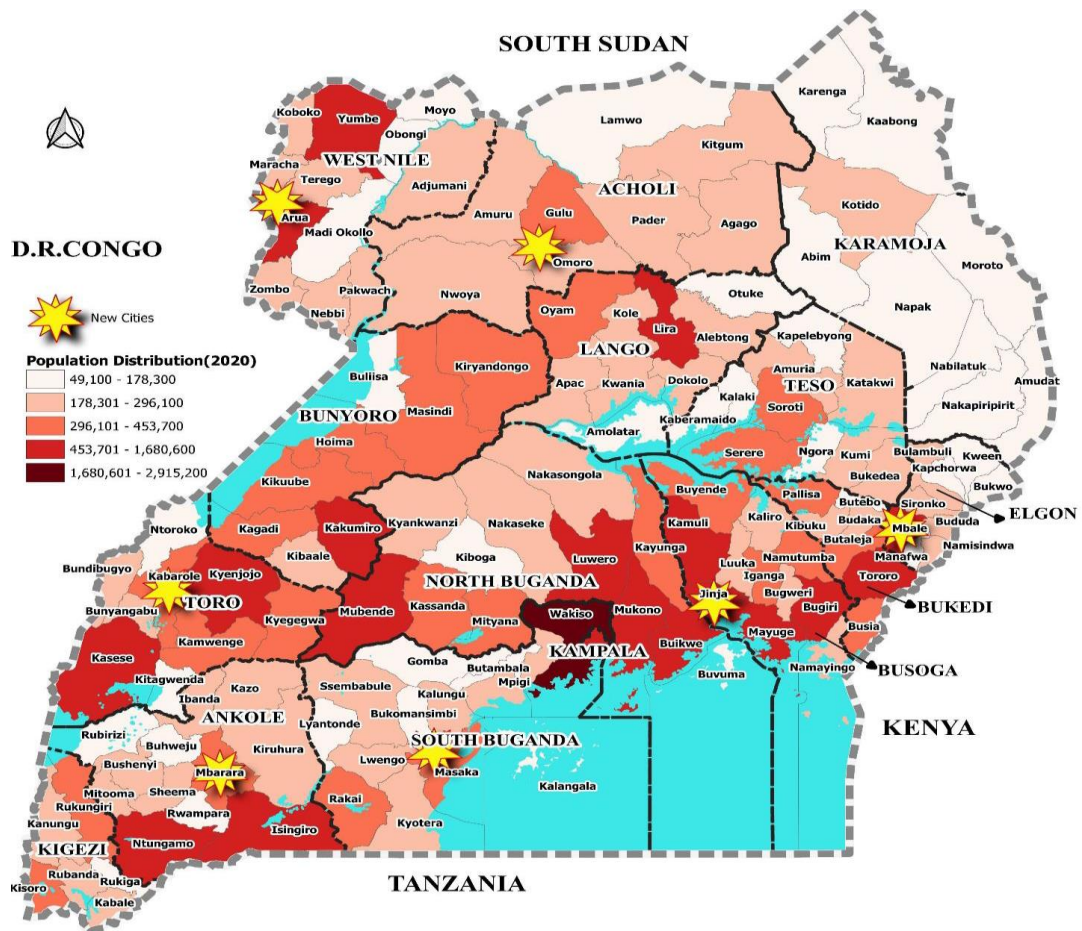 SOUTH SUDAN
Karenga
Kaabong
Moyo
Koboko
Yumbe
Lamwo
Obongi
Kitgum
WEST NILE
Maracha
Terego
Adjumani
ACHOLI
Kotido
Arua
Amuru
Gulu
Pader
Agago
Madi Okollo
KARAMOJA
D.R.CONGO
Omoro
Abim
Moroto
Zombo
Pakwach
Nwoya
Otuke
Napak
Nebbi
Oyam
Kole
Lira
Alebtong
Kapelebyong
New Cities
LANGO
Population Distribution(2020)
49,100 - 178,300
178,301 - 296,100
296,101 - 453,700
453,701 - 1,680,600
1,680,601 - 2,915,200
Buliisa
Kiryandongo
Apac
Kwania
Dokolo
Amuria
TESO
Katakwi
Nabilatuk
Amudat
Nakapiripirit
BUNYORO
Masindi
Kalaki
Soroti
Kaberamaido
Amolatar
Hoima
Serere
Ngora
Kumi
Bulambuli
Kween
Kapchorwa
Bukedea
Bukwo
Kikuube
Nakasongola
Buyende
Pallisa
Butebo
Sironko
ELGON
Ntoroko
Kagadi
Kakumiro
Kyankwanzi
Nakaseke
Kamuli
Kaliro
Kibuku
Budaka
Mbale
Bududa
Butaleja
Namisindwa
Manafwa
Kibaale
Kiboga
Luwero
Kayunga
Luuka
Namutumba
Iganga
Tororo
Bundibugyo
Kabarole
Kyenjojo
TORO
NORTH BUGANDA
Jinja
Bugweri
Bugiri
BUKEDI
Bunyangabu
Kyegegwa
Mubende
Kassanda
Mityana
Wakiso
Mukono
Kamwenge
Busia
KAMPALA
Buikwe
Mayuge
BUSOGA
Kasese
Kitagwenda
Gomba
Butambala
Mpigi
Buvuma
Namayingo
Ibanda
Kazo
Ssembabule
Kalungu
Rubirizi
ANKOLE
Lyantonde
Bukomansimbi
KENYA
Buhweju
Kiruhura
SOUTH BUGANDA
Bushenyi
Lwengo
Masaka
Mbarara
Kalangala
Mitooma
Sheema
Rukungiri
Rwampara
Rakai
Kanungu
Isingiro
Kyotera
KIGEZI
Ntungamo
Rubanda
Rukiga
Kisoro
Kabale
TANZANIA